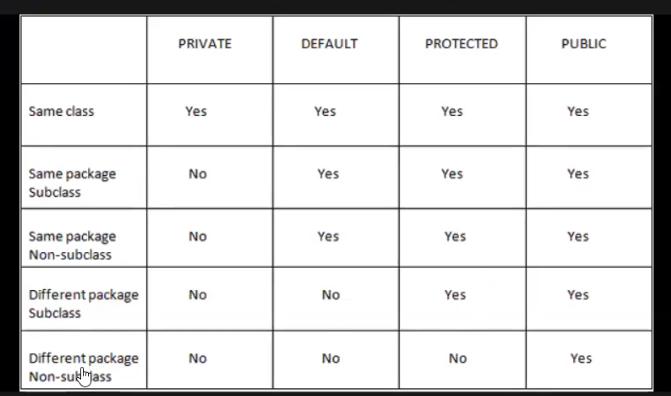 PRIVATE DEFAULT PROTECTED PUBLIC
Same class Yes Yes Yes Yes
Same package No Yes Yes Yes
Subclass
Same package No Yes Yes Yes
Non-subclass
Different package No No Yes Yes
Subclass
Different package No No No Yes
Non-subclass